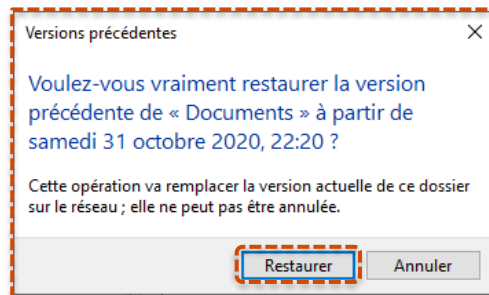 Versions précédentes
Voulez-vous vraiment restaurer la version
précédente de « Documents » à partir de
samedi 31 octobre 2020, 22:20 ?
Cette opération va remplacer la version actuelle de ce dossier
sur le réseau ; elle ne peut pas être annulée.
Restaurer Annuler